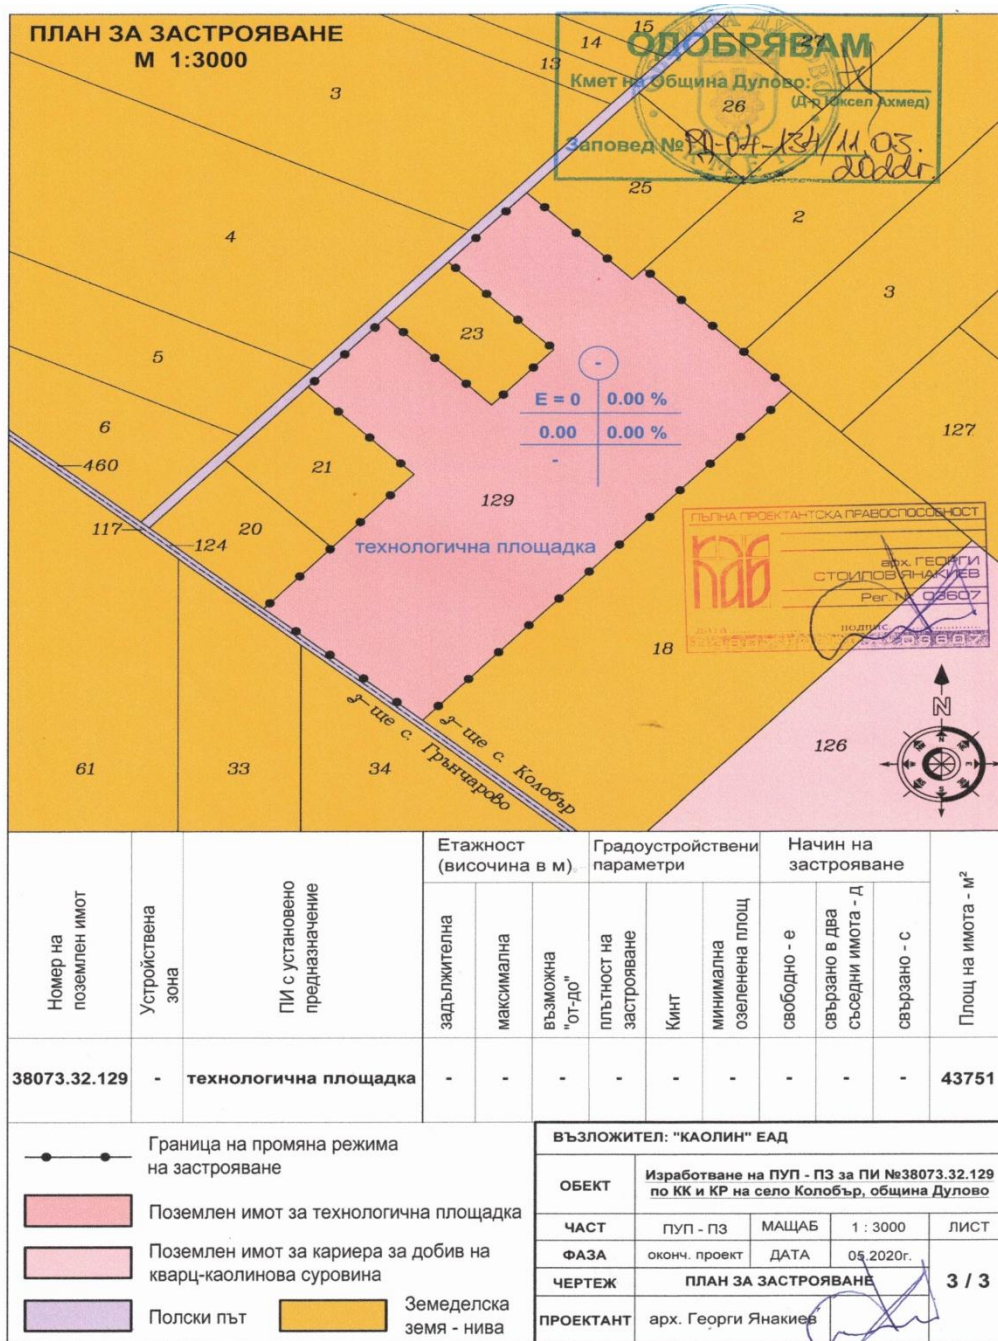 ПЛАН ЗА ЗАСТРОЯВАНЕ
М 1:3000
ОДОБРЯВАМ
Кмет на Община Дулово:
(Д-р Юксел Ахмед)
Заповед №
15
14
13
27
26
3
25
2
4
3
5
23
E = 0 0.00 %
0.00 0.00 %
-
-
6
460
21
127
129
117
124
20
технологична площадка
ПЪЛНА ПРОЕКТАНТСКА ПРАВОСПОСОБНОСТ
КАБ
арх. ГЕОРГИ
СТОИЛОВ ЯНАКИЕВ
Рег. № 03607
подпис
18
з-ще с. Грънчарово
з-ще с. Колобър
N
126
61
33
34
Номер на поземлен имот
Устройствена зона
ПИ с установено предназначение
Етажност
(височина в м)
Градоустройствени
параметри
Начин на
застрояване
задължителна
максимална
възможна "от-до"
плътност на застрояване
Кинт
минимална озеленена площ
свободно - е
свързано в два съседни имота - д
свързано - с
Площ на имота - м²
38073.32.129 - технологична площадка - - - - - - - - - 43751
Граница на промяна режима
на застрояване
Поземлен имот за технологична площадка
Поземлен имот за кариера за добив на
кварц-каолинова суровина
Полски път
Земеделска
земя - нива
ВЪЗЛОЖИТЕЛ: "КАОЛИН" ЕАД
ОБЕКТ
Изработване на ПУП - ПЗ за ПИ №38073.32.129
по КК и КР на село Колобър, община Дулово
ЧАСТ ПУП - ПЗ МАЩАБ 1 : 3000 ЛИСТ
ФАЗА оконч. проект ДАТА 05.2020г.
ЧЕРТЕЖ ПЛАН ЗА ЗАСТРОЯВАНЕ 3 / 3
ПРОЕКТАНТ арх. Георги Янакиев